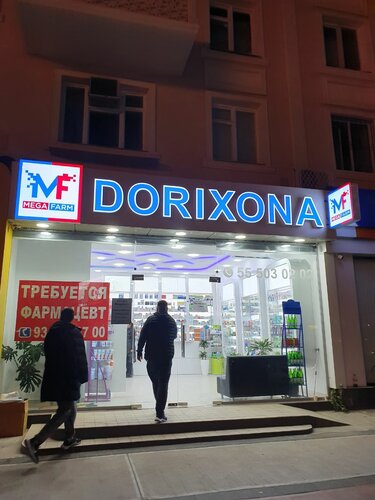 MF
MEGA FARM
DORIXONA
MF
55 503 02 02
ТРЕБУЕТСЯ
ФАРМАЦЕВТ